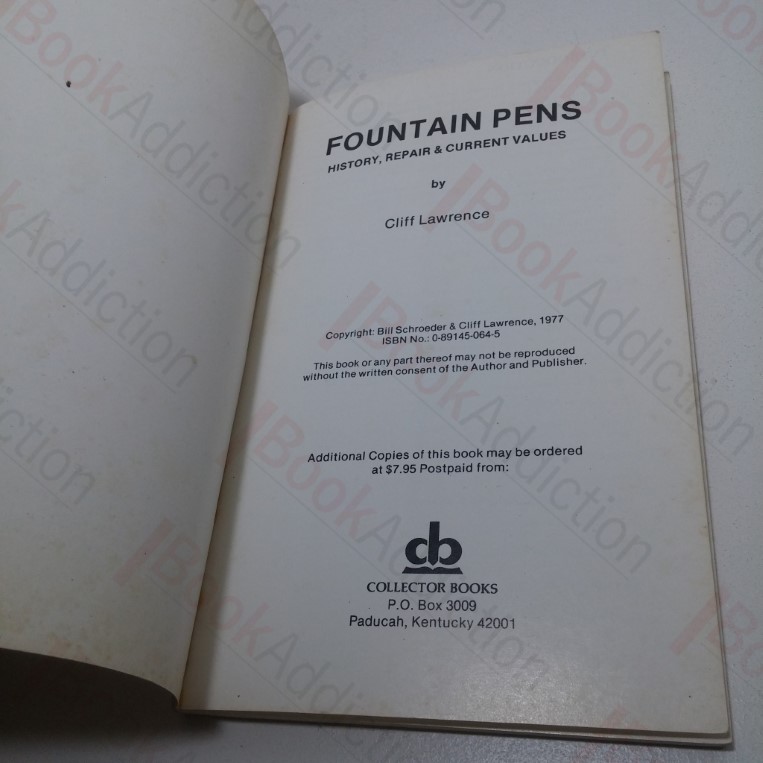 FOUNTAIN PENS
HISTORY, REPAIR & CURRENT VALUES
by
Cliff Lawrence
Copyright: Bill Schroeder & Cliff Lawrence, 1977
ISBN No.: 0-89145-064-5
This book or any part thereof may not be reproduced
without the written consent of the Author and Publisher.
Additional Copies of this book may be ordered
at $7.95 Postpaid from:
cb
COLLECTOR BOOKS
P.O. Box 3009
Paducah, Kentucky 42001
BookAddiction